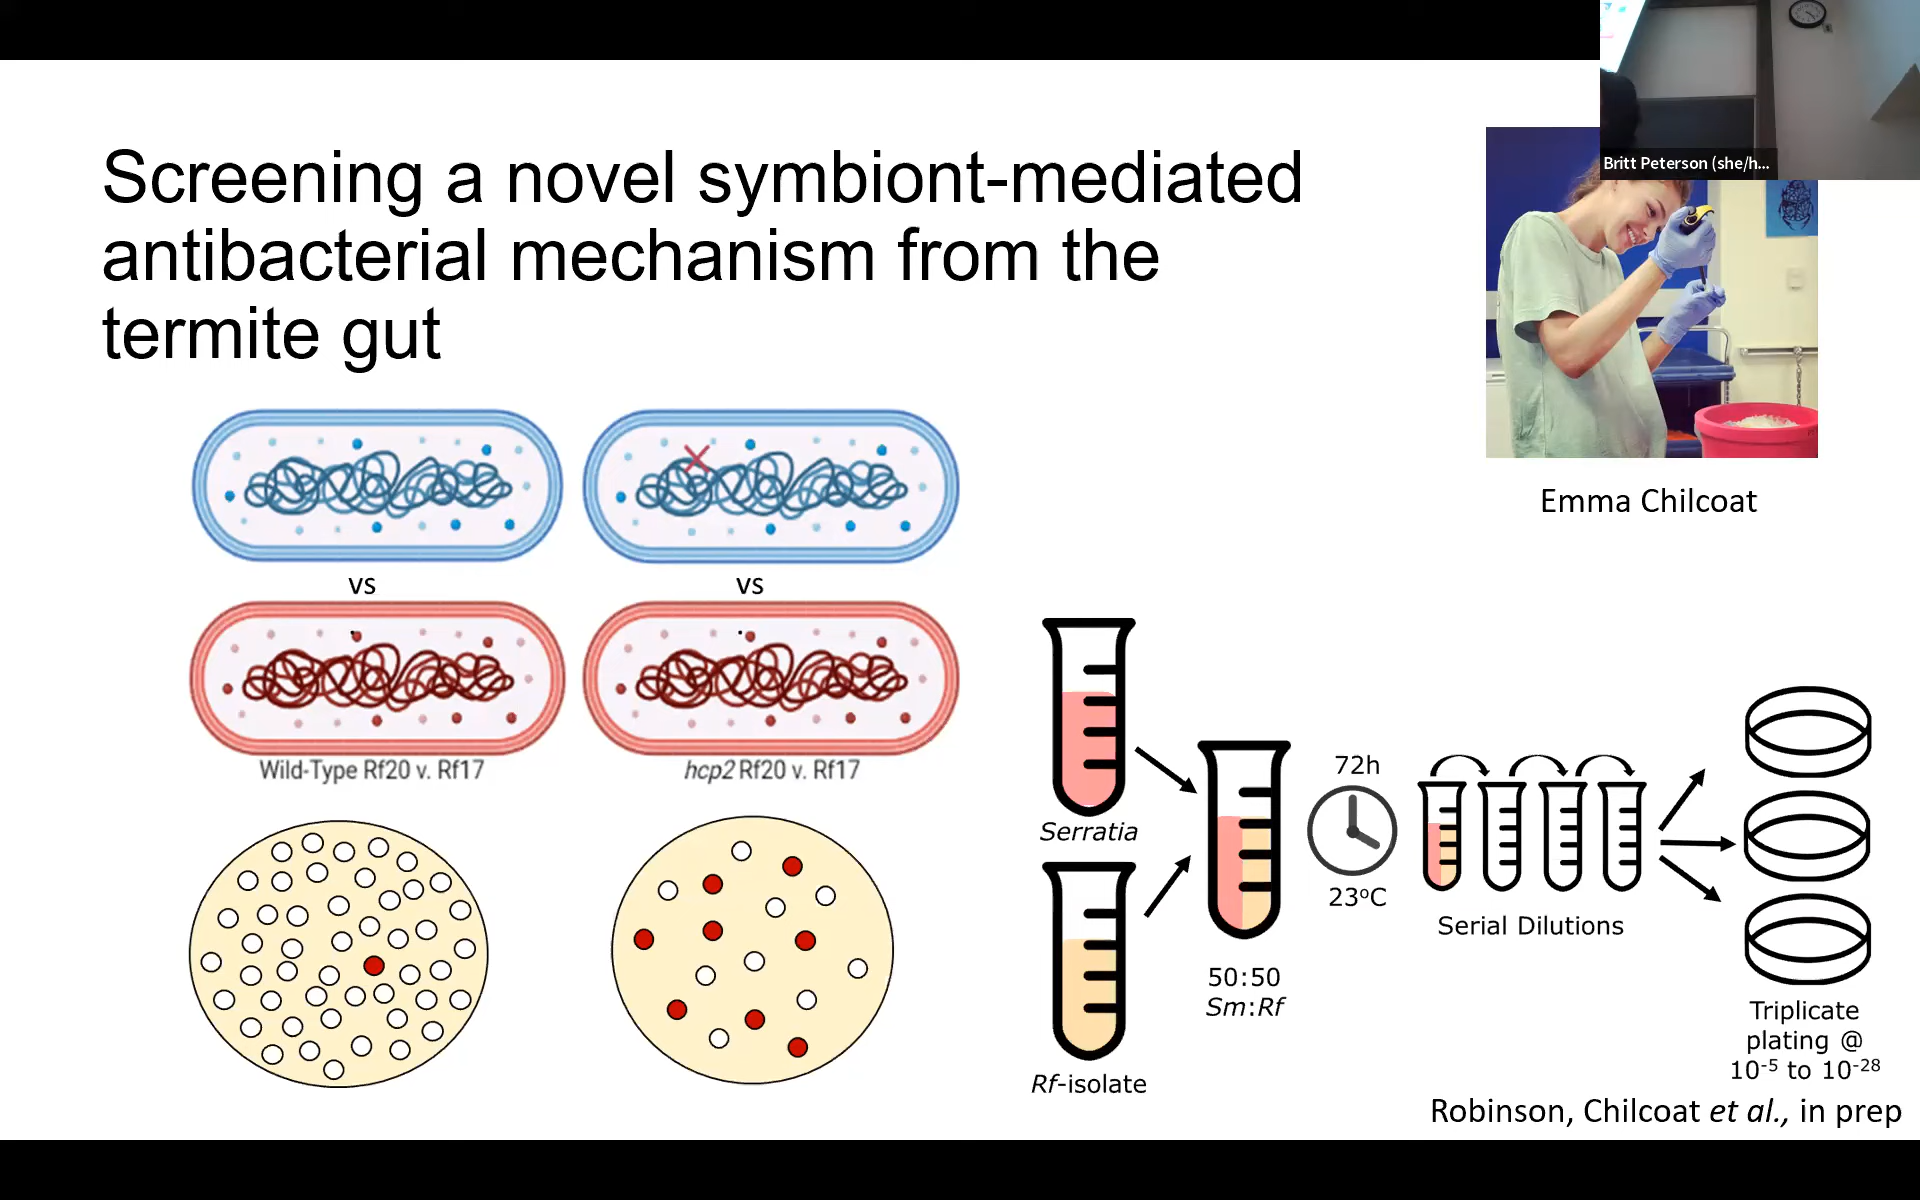 Britt Peterson (she/h...
Screening a novel symbiont-mediated
antibacterial mechanism from the
termite gut
Emma Chilcoat
vs
vs
Wild-Type Rf20 v. Rf17
hcp2 Rf20 v. Rf17
Serratia
Rf-isolate
50:50
Sm:Rf
72h
23°C
Serial Dilutions
Triplicate
plating @
10⁻⁵ to 10⁻²⁸
Robinson, Chilcoat et al., in prep